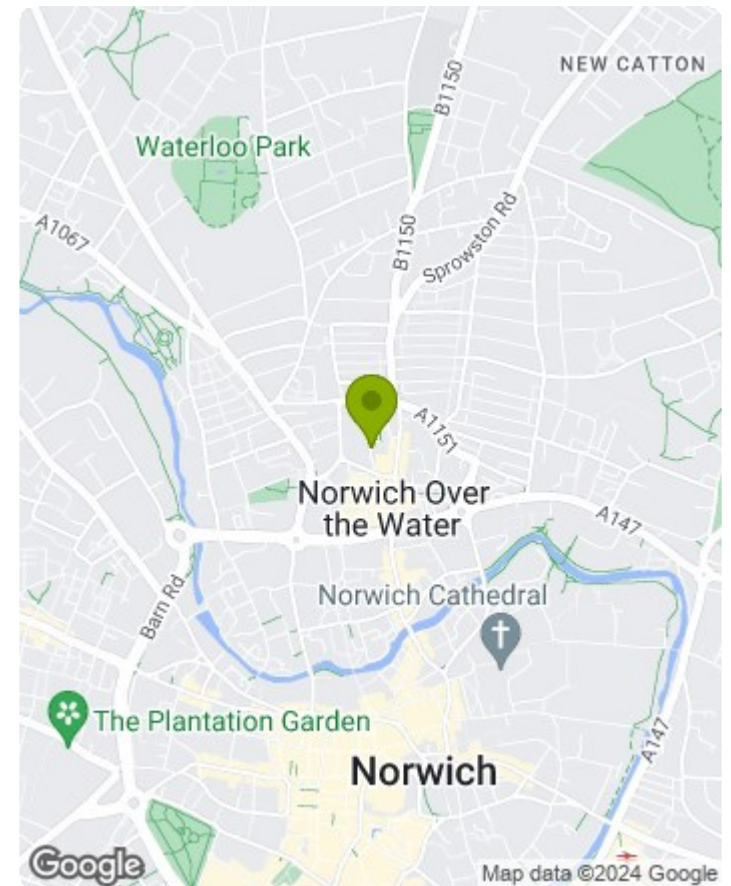 NEW CATTON
B1150
Waterloo Park
A1067
B1150
Sprowston Rd
A1151
Norwich Over
the Water
A147
Norwich Cathedral
Barn Rd
The Plantation Garden
A147
Norwich
Google
Map data ©2024 Google